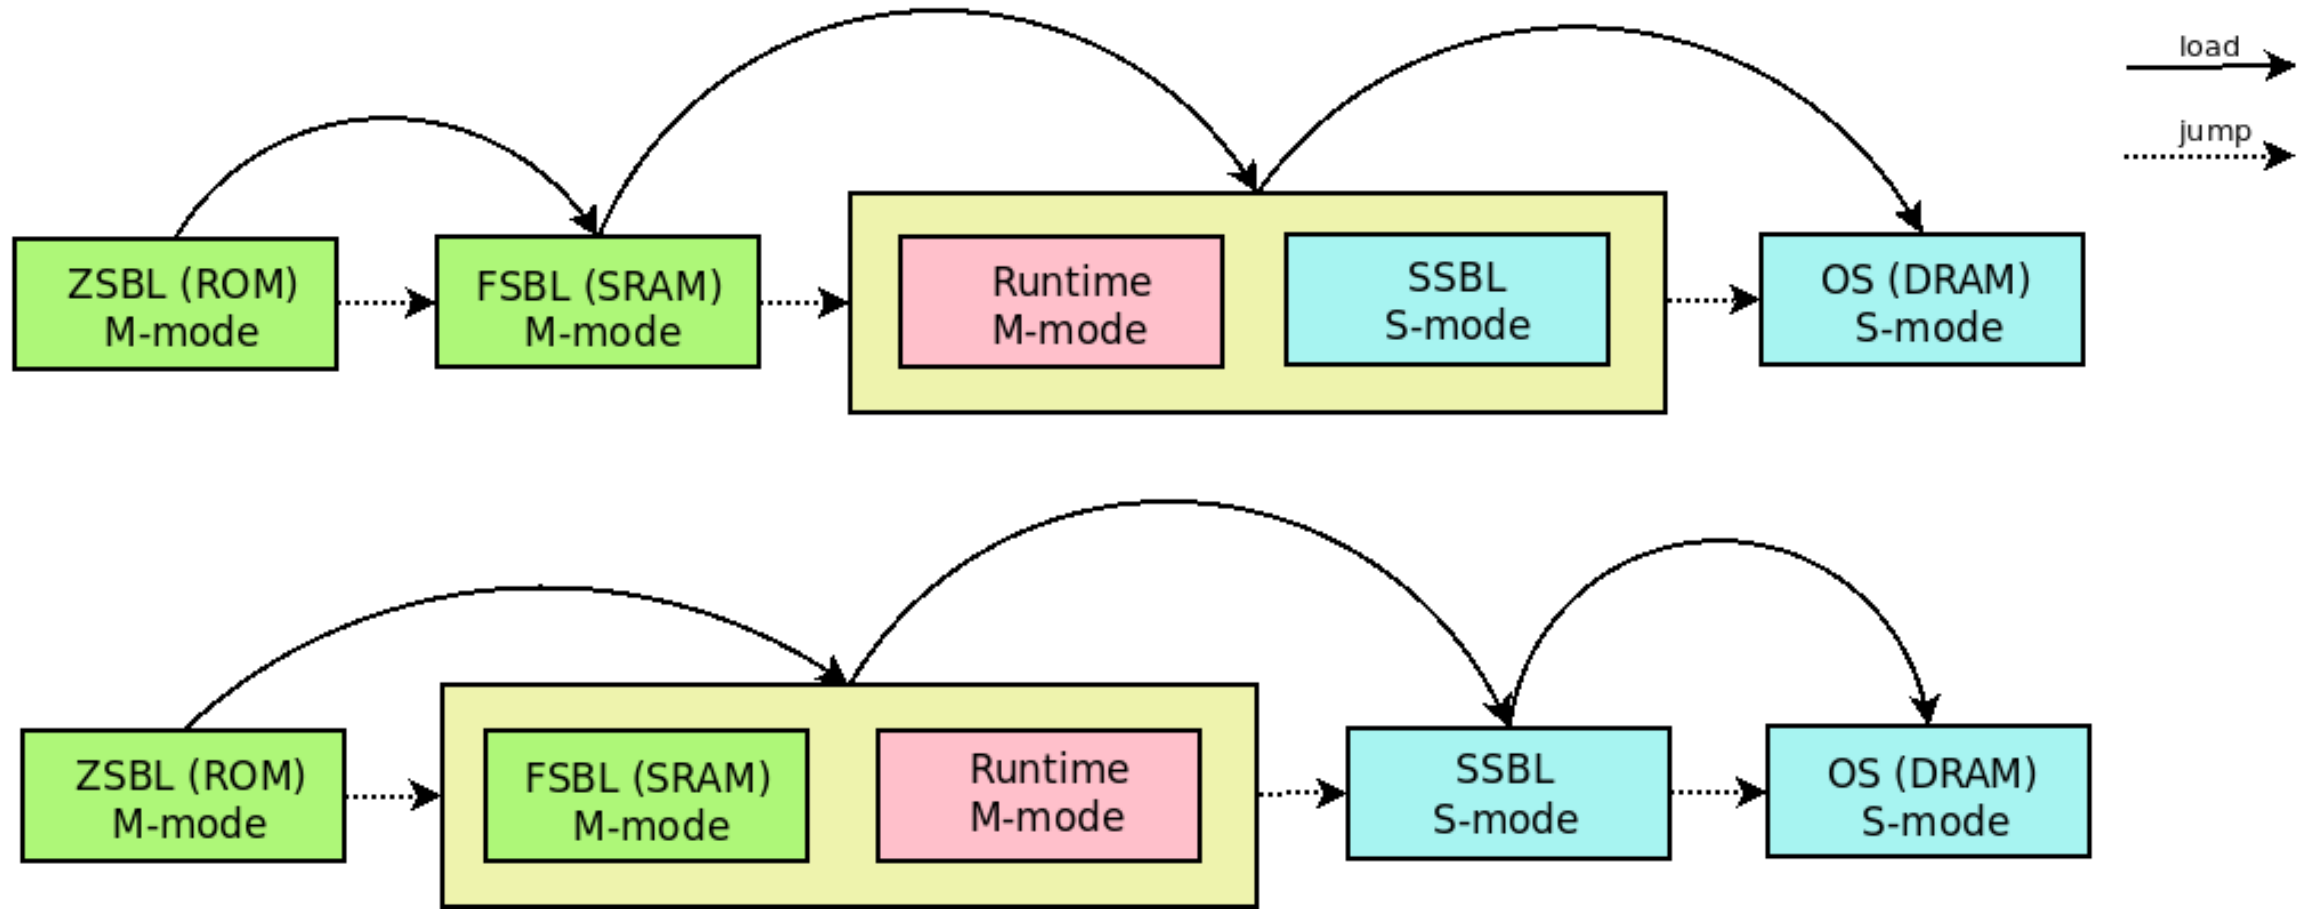 load
jump
ZSBL (ROM)
M-mode
FSBL (SRAM)
M-mode
Runtime
M-mode
SSBL
S-mode
OS (DRAM)
S-mode
ZSBL (ROM)
M-mode
FSBL (SRAM)
M-mode
Runtime
M-mode
SSBL
S-mode
OS (DRAM)
S-mode